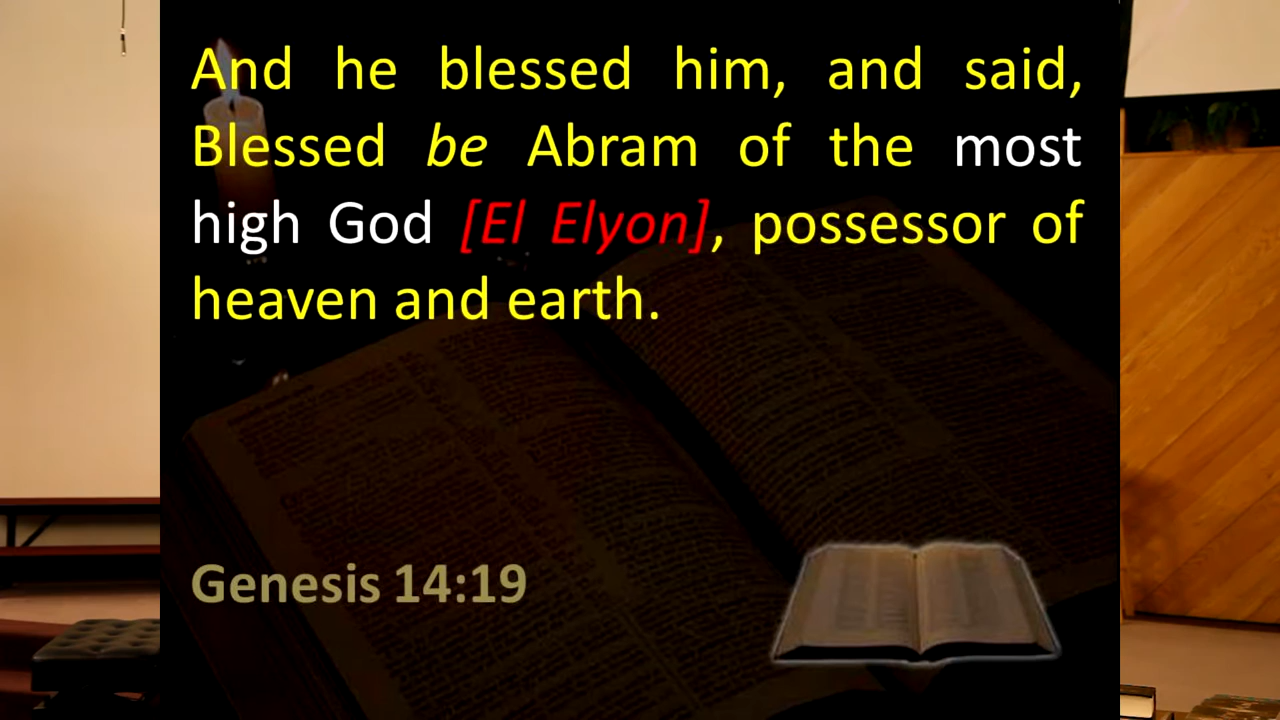 And he blessed him, and said,
Blessed be Abram of the most
high God [El Elyon], possessor of
heaven and earth.
Genesis 14:19